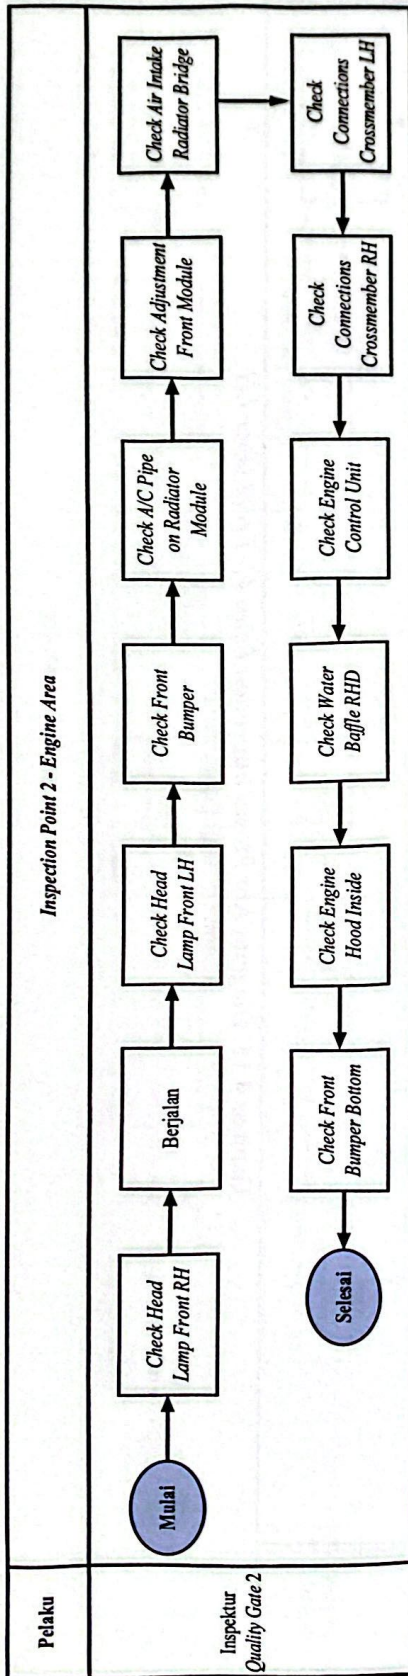 Pelaku
Inspection Point 2 - Engine Area
Inspektur
Quality Gate 2
Mulai
Check Head
Lamp Front RH
Berjalan
Check Head
Lamp Front LH
Check Front
Bumper
Check A/C Pipe
on Radiator
Module
Check Adjustment
Front Module
Check Air Intake
Radiator Bridge
Check
Connections
Crossmember LH
Check
Connections
Crossmember RH
Check Engine
Control Unit
Check Water
Baffle RHD
Check Engine
Hood Inside
Check Front
Bumper Bottom
Selesai